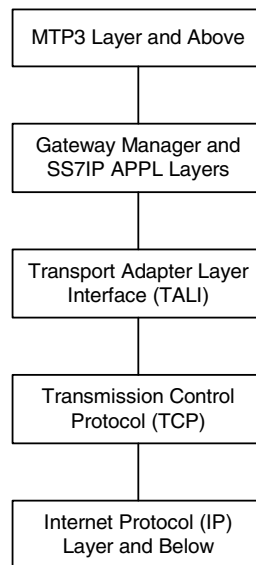 MTP3 Layer and Above
Gateway Manager and
SS7IP APPL Layers
Transport Adapter Layer
Interface (TALI)
Transmission Control
Protocol (TCP)
Internet Protocol (IP)
Layer and Below